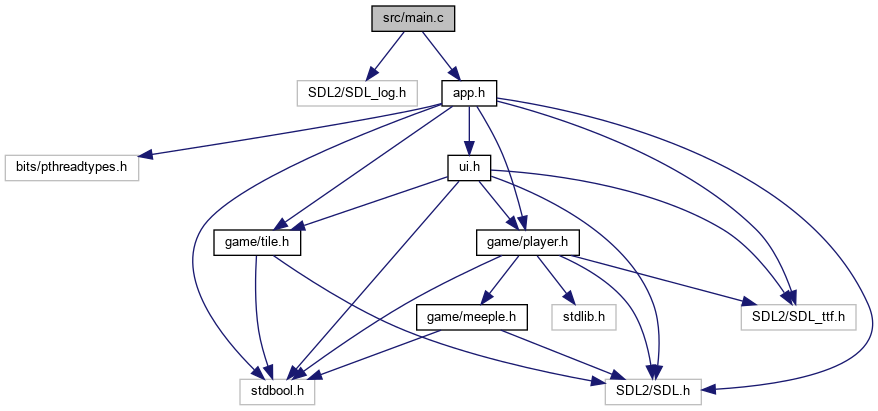 src/main.c
SDL2/SDL_log.h
app.h
bits/pthreadtypes.h
ui.h
game/tile.h
game/player.h
game/meeple.h
stdlib.h
SDL2/SDL_ttf.h
stdbool.h
SDL2/SDL.h